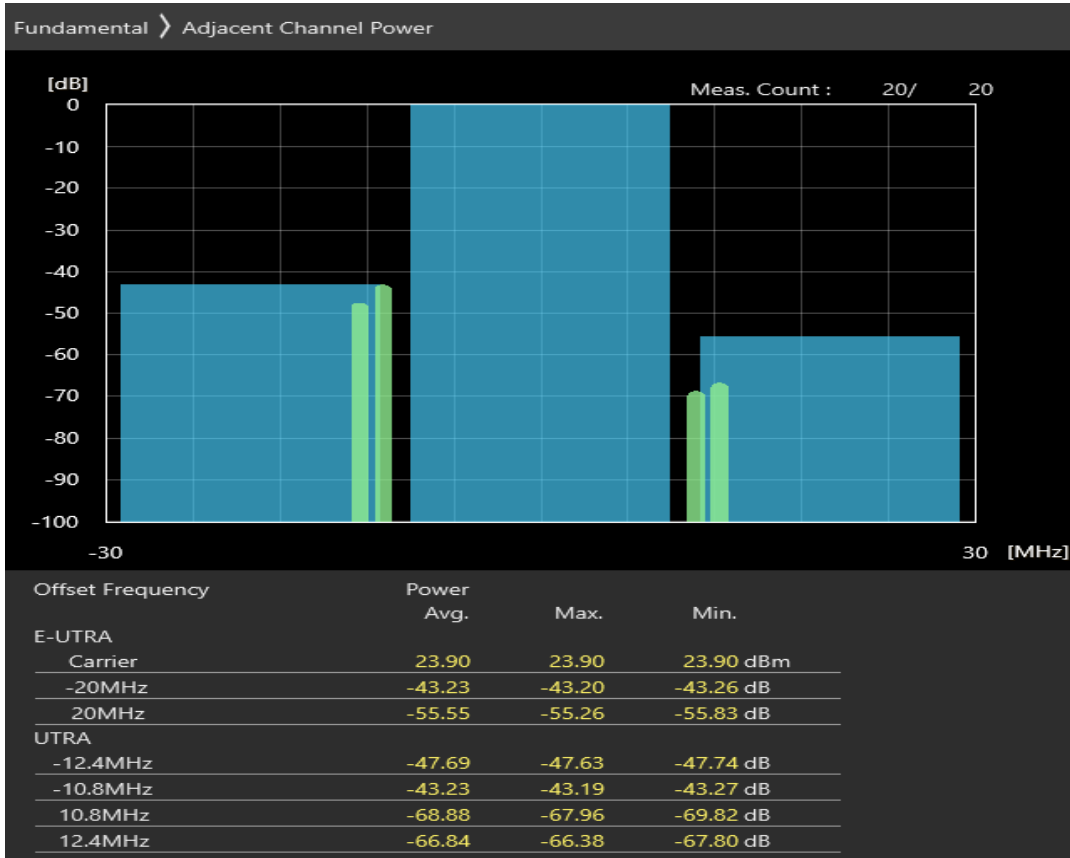 Fundamental 〉 Adjacent Channel Power
[dB]
Meas. Count : 20/ 20
0
-10
-20
-30
-40
-50
-60
-70
-80
-90
-100
-30 30 [MHz]
Offset Frequency Power
Avg. Max. Min.
E-UTRA
Carrier 23.90 23.90 23.90 dBm
-20MHz -43.23 -43.20 -43.26 dB
20MHz -55.55 -55.26 -55.83 dB
UTRA
-12.4MHz -47.69 -47.63 -47.74 dB
-10.8MHz -43.23 -43.19 -43.27 dB
10.8MHz -68.88 -67.96 -69.82 dB
12.4MHz -66.84 -66.38 -67.80 dB